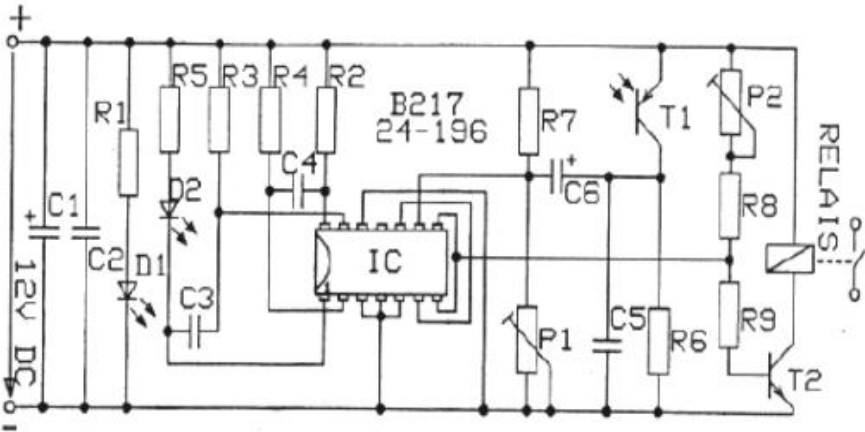 +
R5
R3
R4
R2
B217
24-196
R1
R7
T1
P2
C4
D2
C6
R8
RELAIS
C1
C2
D1
IC
C3
12V DC
P1
C5
R6
R9
T2
-